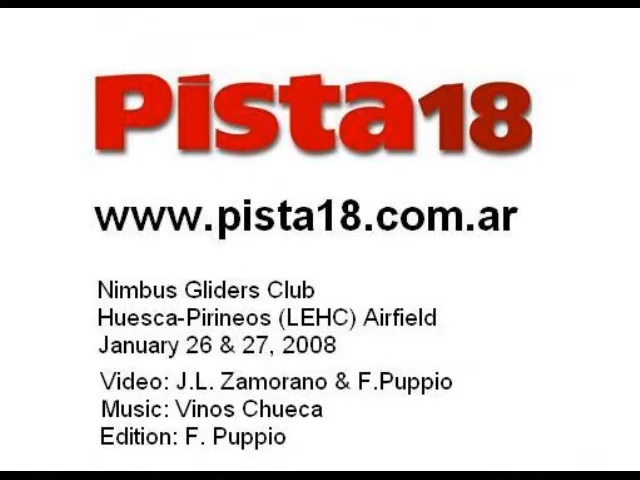 Pista18
www.pista18.com.ar
Nimbus Gliders Club
Huesca-Pirineos (LEHC) Airfield
January 26 & 27, 2008
Video: J.L. Zamorano & F.Puppio
Music: Vinos Chueca
Edition: F. Puppio